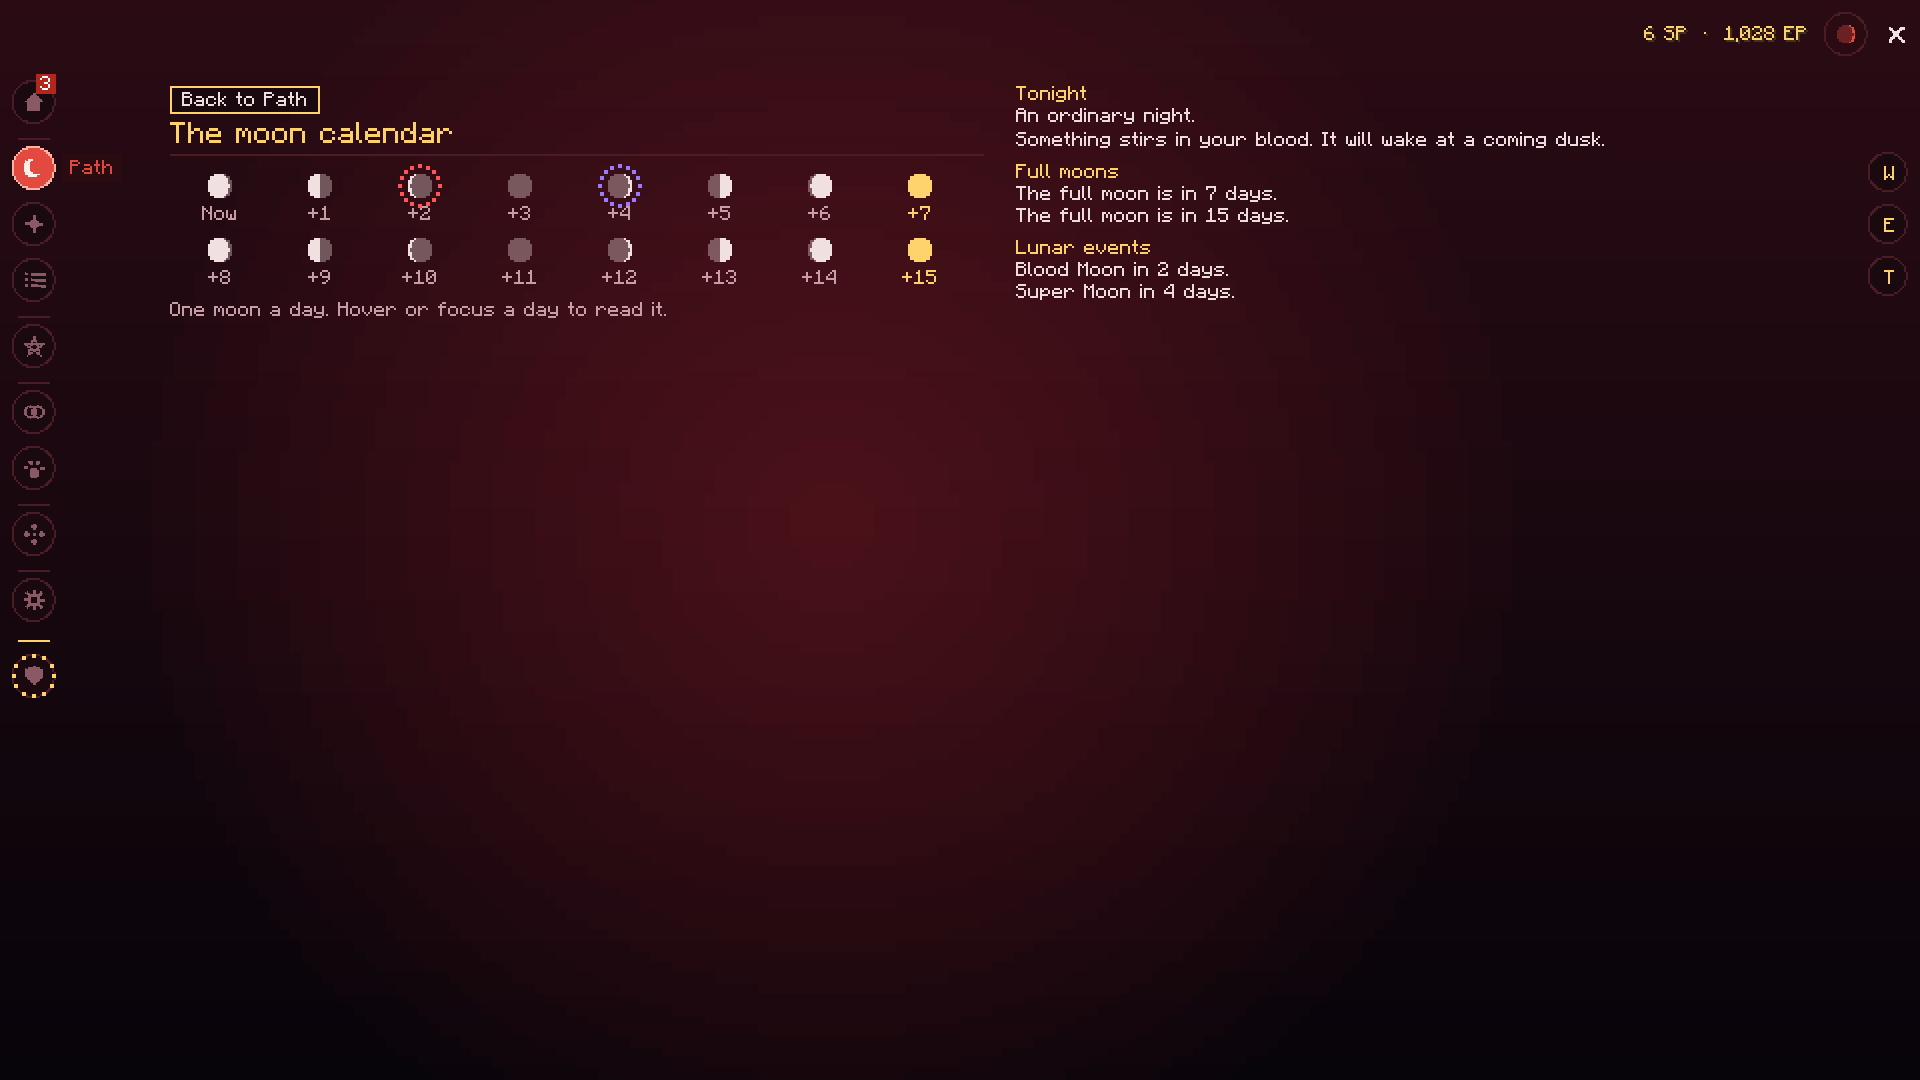 6 SP · 1,028 EP
3
Back to Path
The moon calendar
Path
Now +1 +2 +3 +4 +5 +6 +7
+8 +9 +10 +11 +12 +13 +14 +15
One moon a day. Hover or focus a day to read it.
Tonight
An ordinary night.
Something stirs in your blood. It will wake at a coming dusk.
Full moons
The full moon is in 7 days.
The full moon is in 15 days.
Lunar events
Blood Moon in 2 days.
Super Moon in 4 days.
W
E
T